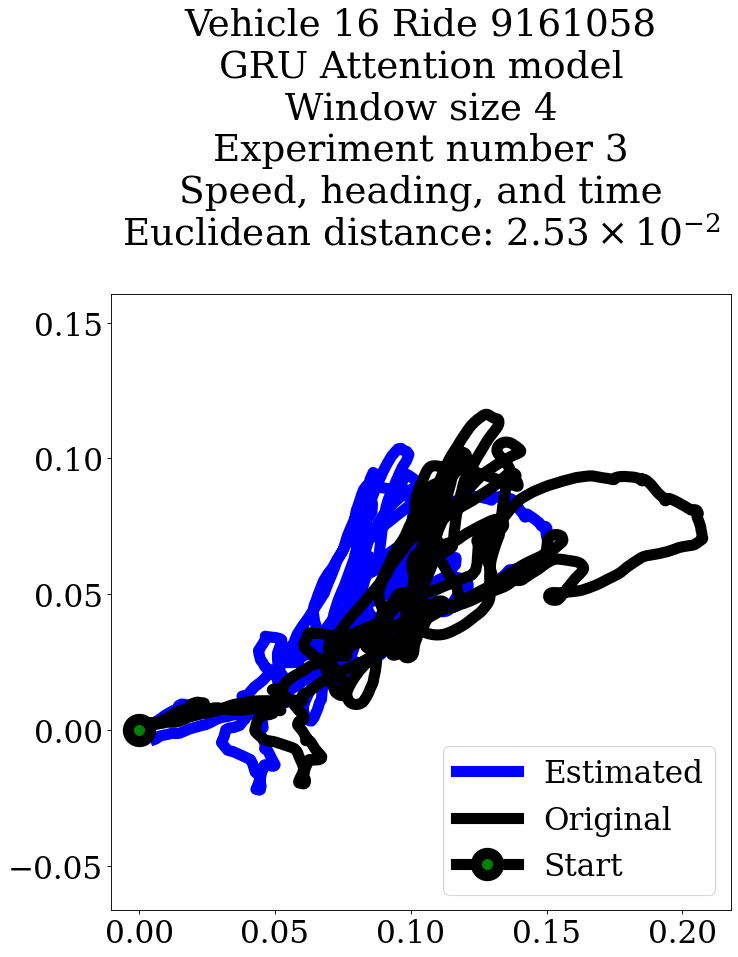 Vehicle 16 Ride 9161058
GRU Attention model
Window size 4
Experiment number 3
Speed, heading, and time
Euclidean distance: 2.53 × 10⁻²
0.15
0.10
0.05
0.00
−0.05
Estimated
Original
Start
0.00 0.05 0.10 0.15 0.20